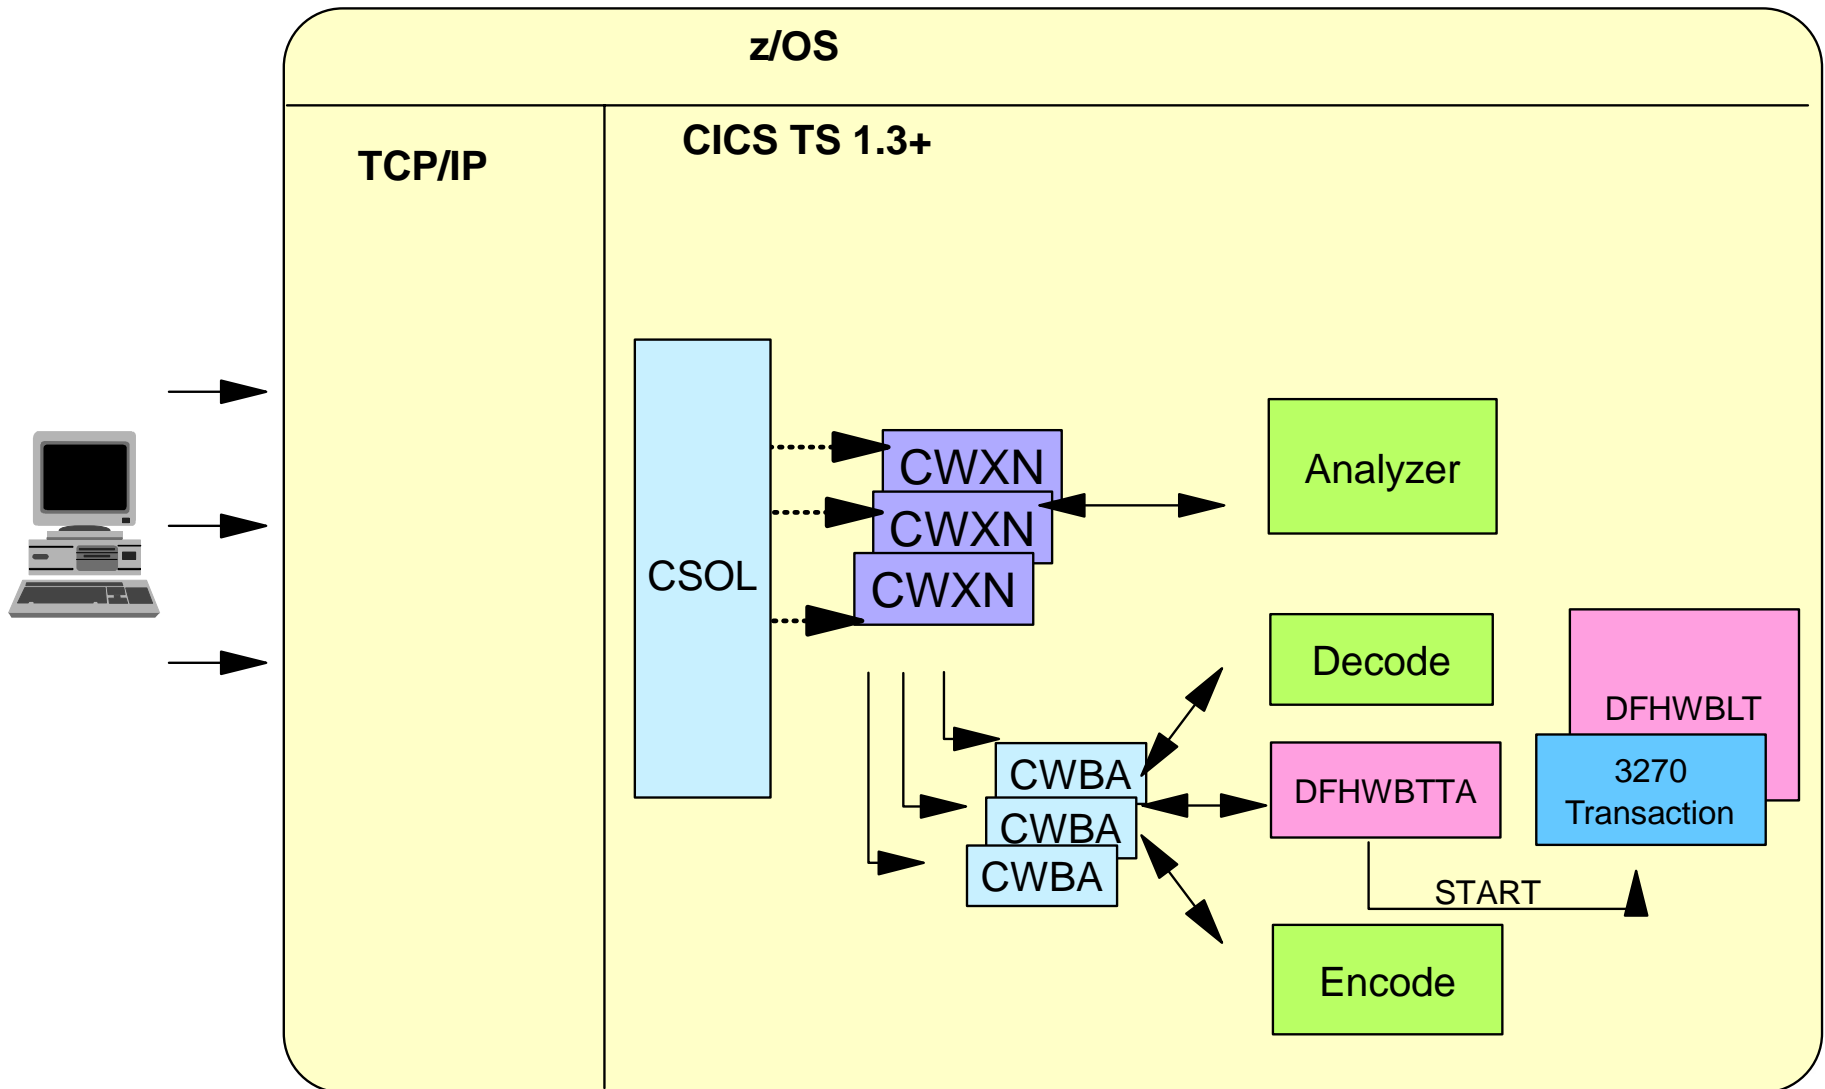 z/OS
TCP/IP
CICS TS 1.3+
CSOL
CWXN
CWXN
CWXN
Analyzer
Decode
CWBA
CWBA
CWBA
DFHWBTTA
DFHWBLT
3270
Transaction
START
Encode